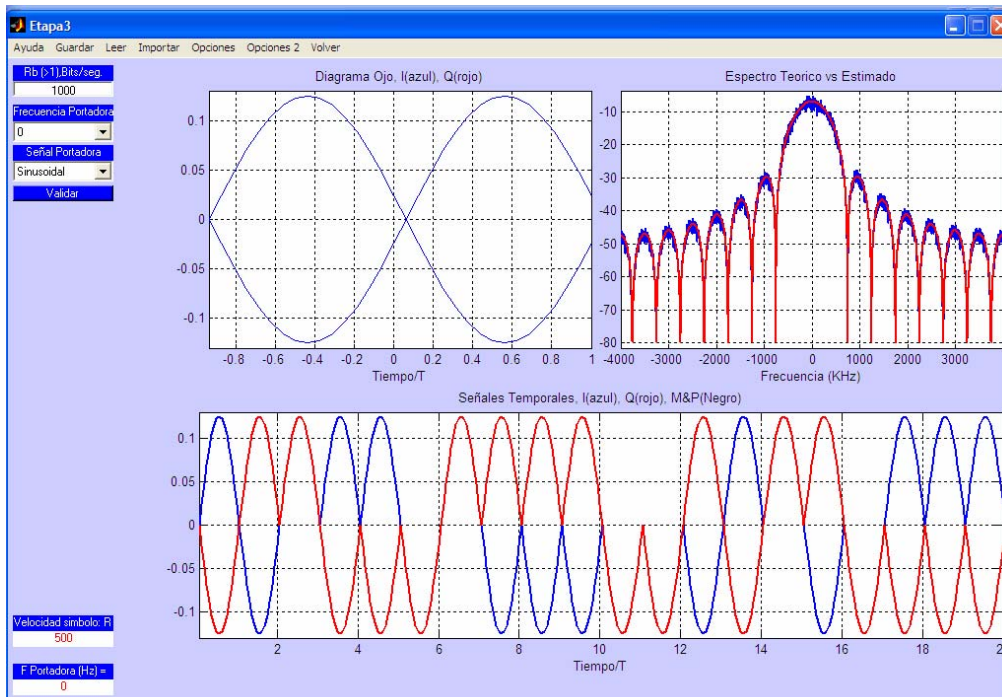 Etapa3
Ayuda Guardar Leer Importar Opciones Opciones 2 Volver
Rb (>1),Bits/seg.
1000
Frecuencia Portadora
0
Señal Portadora
Sinusoidal
Validar
Diagrama Ojo, I(azul), Q(rojo)
0.1
0.05
0
-0.05
-0.1
-0.8 -0.6 -0.4 -0.2 0 0.2 0.4 0.6 0.8 1
Tiempo/T
Espectro Teorico vs Estimado
-10
-20
-30
-40
-50
-60
-70
-80
-4000 -3000 -2000 -1000 0 1000 2000 3000
Frecuencia (KHz)
Señales Temporales, I(azul), Q(rojo), M&P(Negro)
0.1
0.05
0
-0.05
-0.1
2 4 6 8 10 12 14 16 18
Tiempo/T
Velocidad simbolo: R
500
F Portadora (Hz) =
0